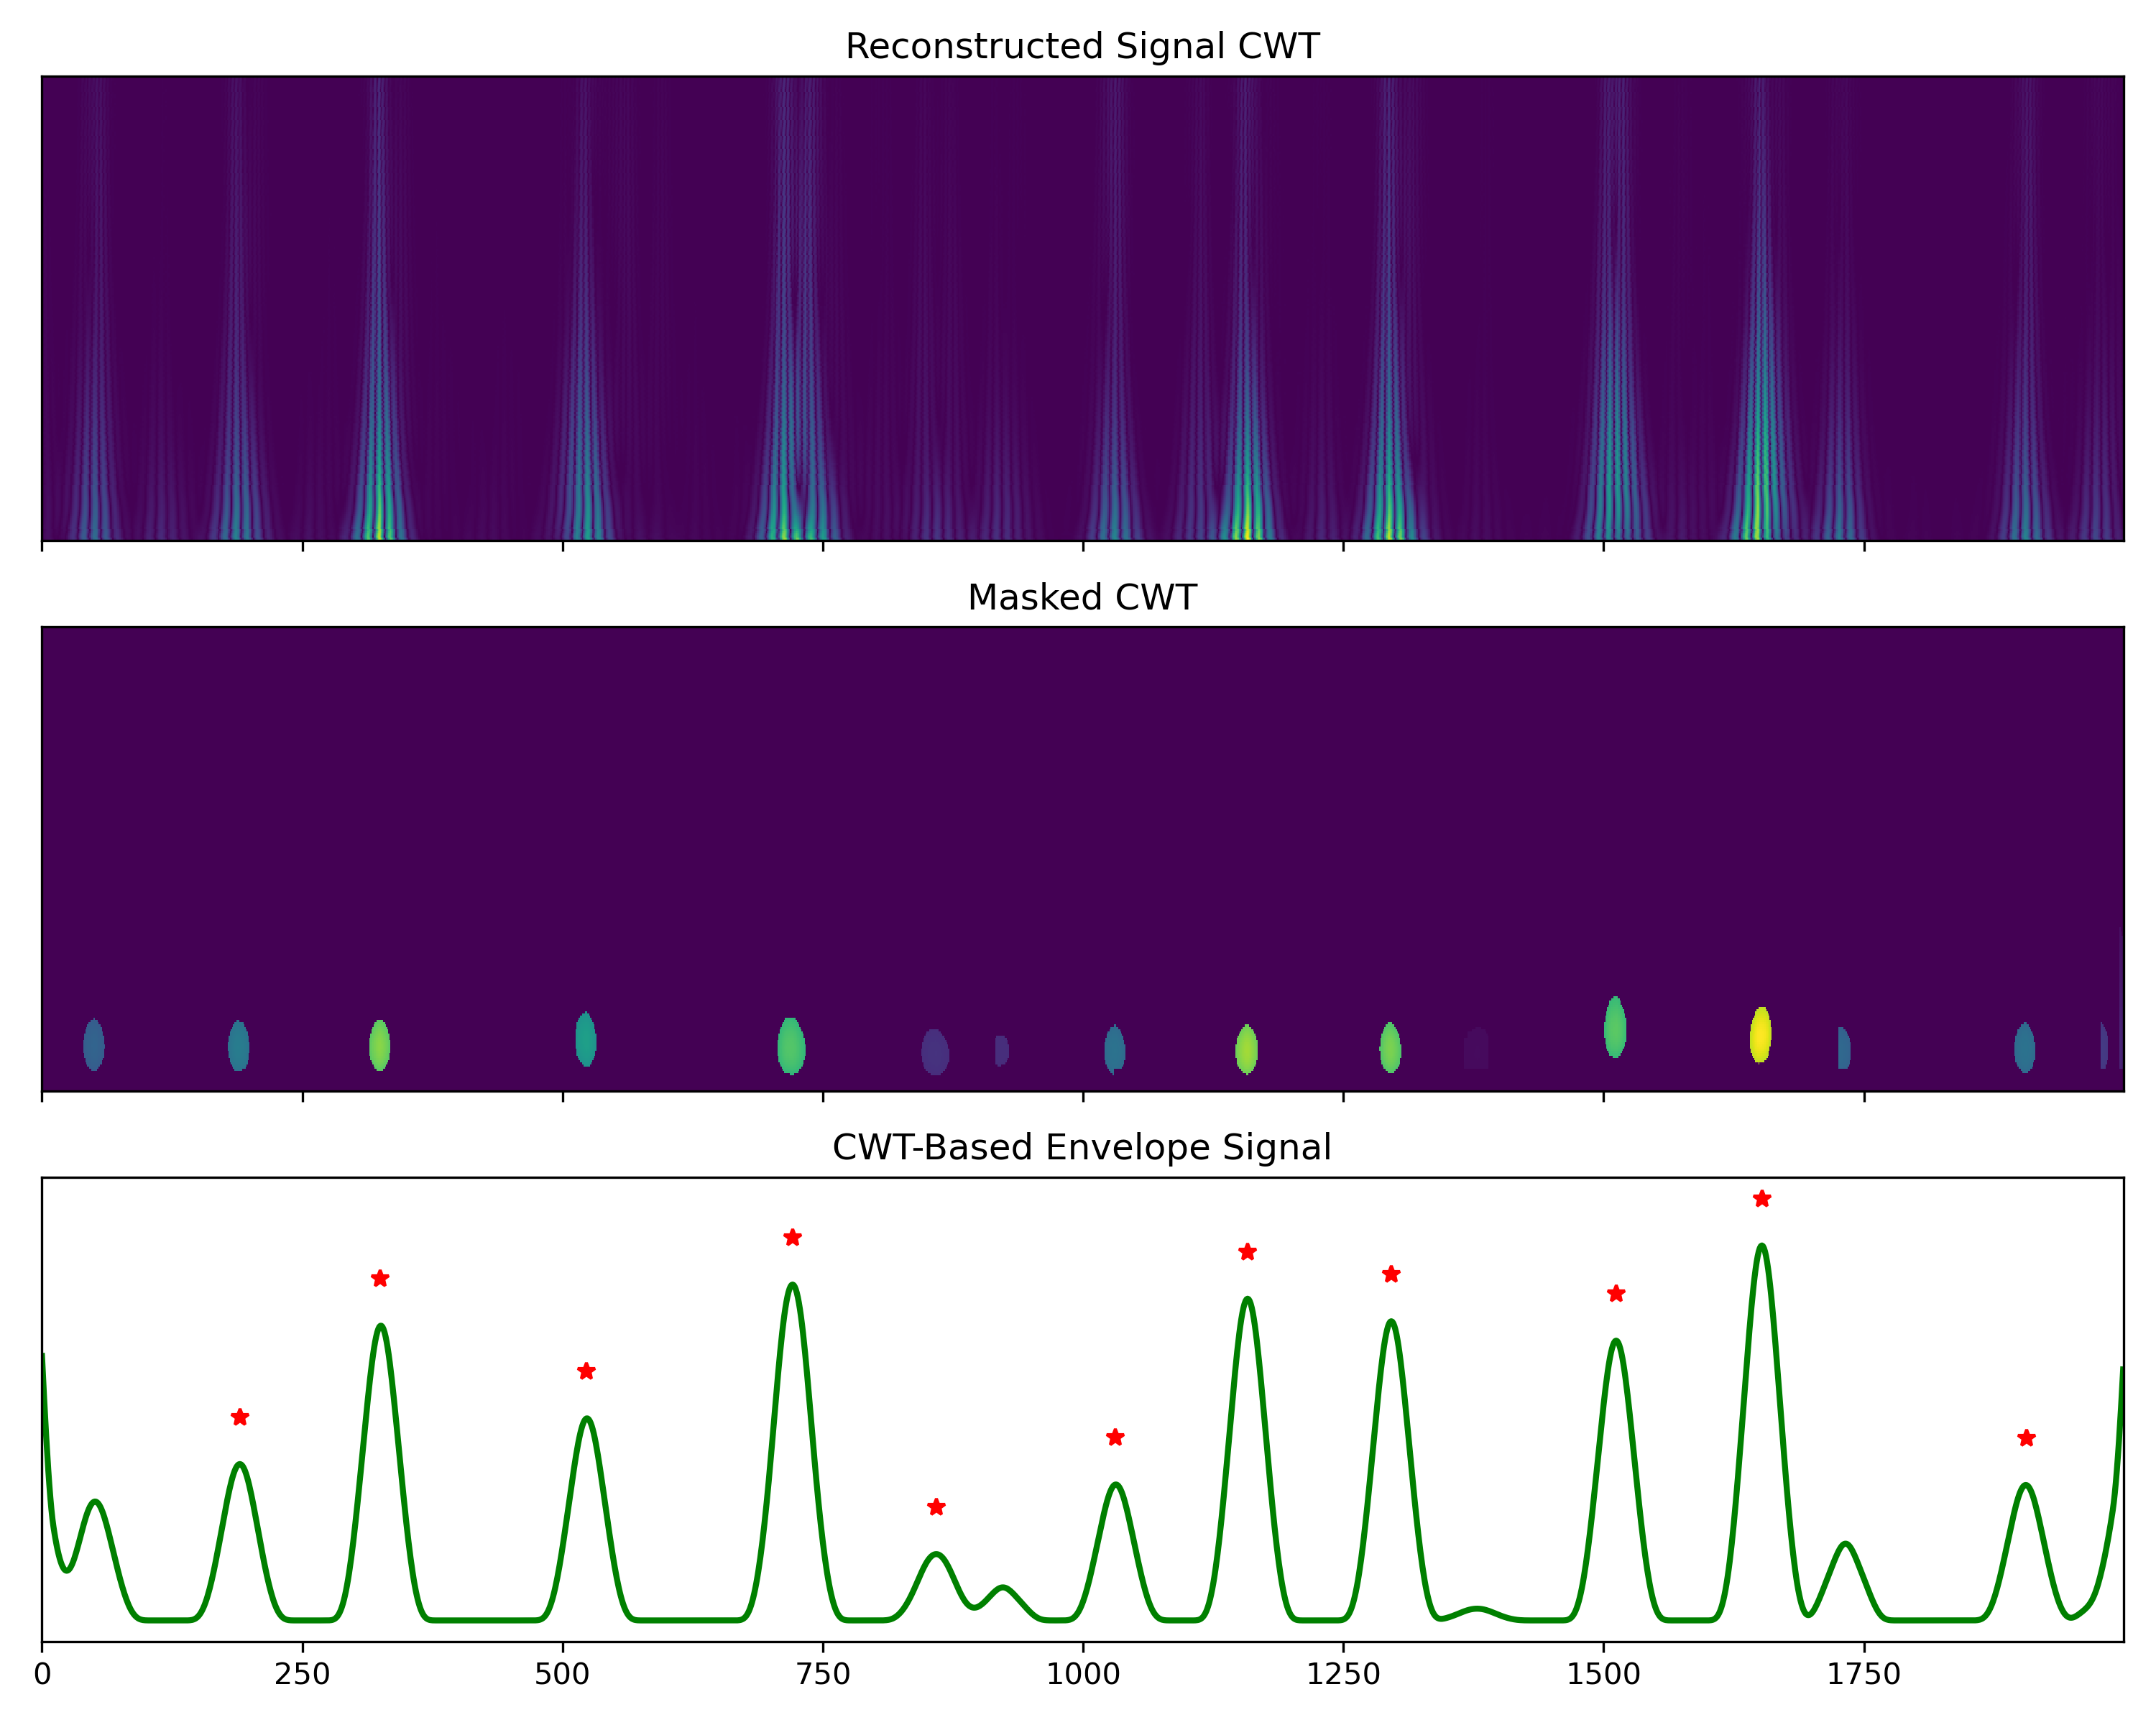 Reconstructed Signal CWT
Masked CWT
CWT-Based Envelope Signal
0 250 500 750 1000 1250 1500 1750